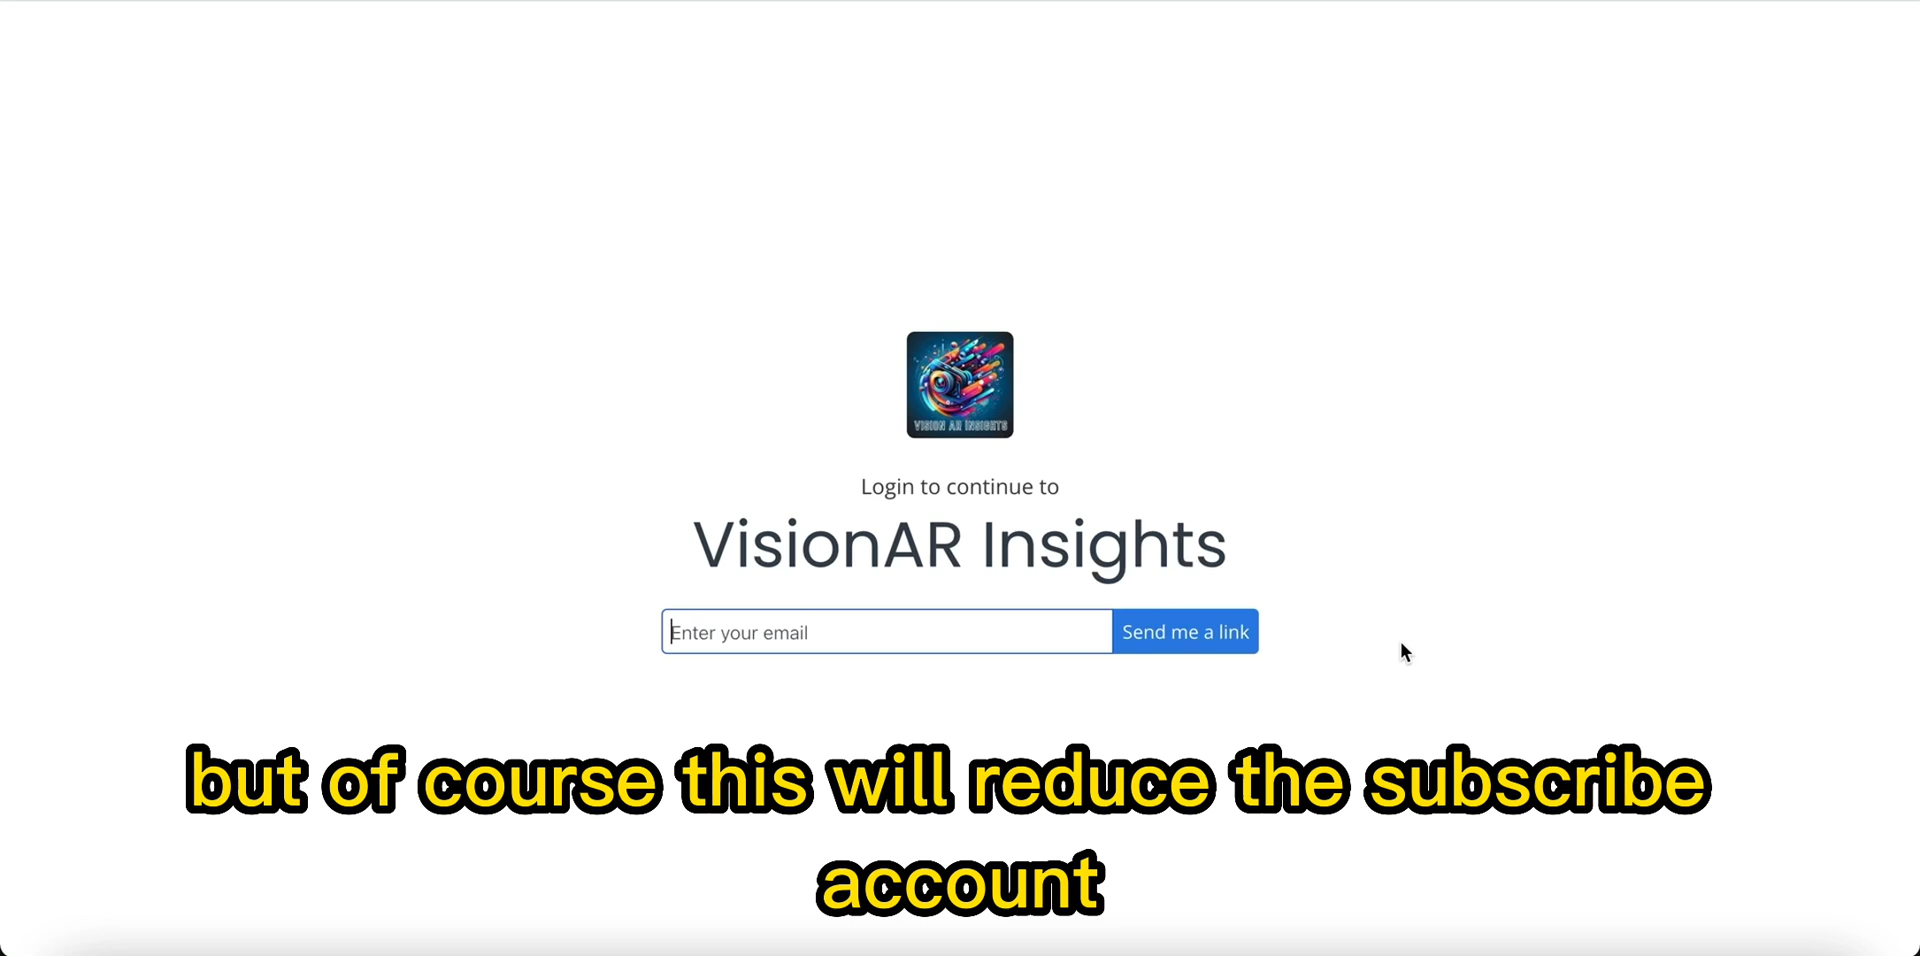 VISION AR INSIGHTS
Login to continue to
VisionAR Insights
Enter your email
Send me a link
but of course this will reduce the subscribe
account